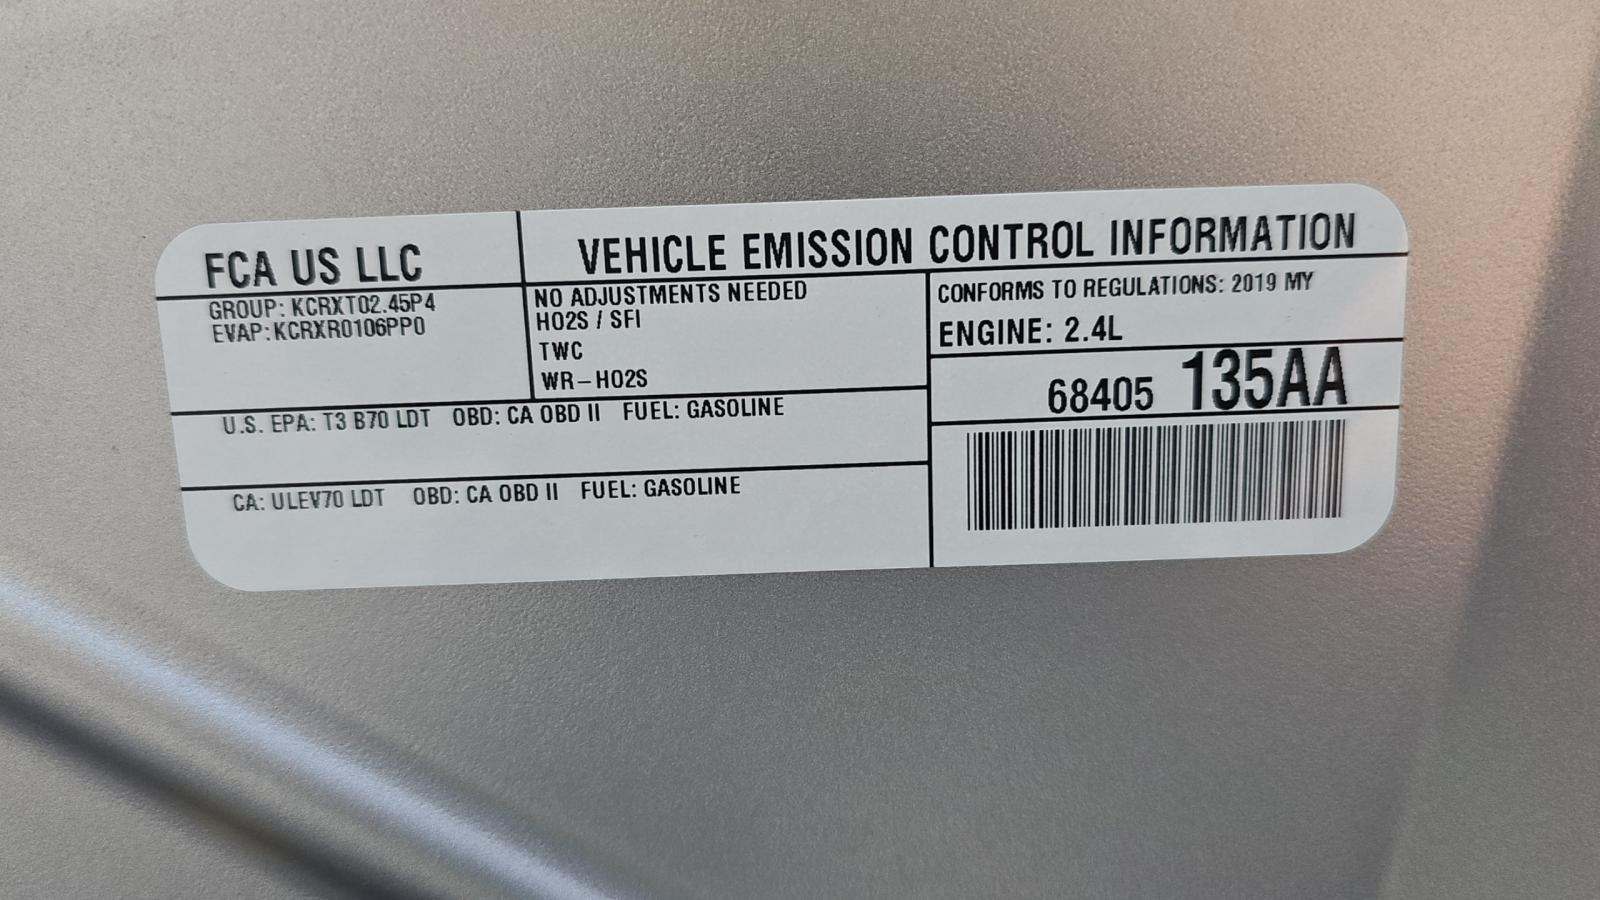 FCA US LLC
VEHICLE EMISSION CONTROL INFORMATION
GROUP: KCRXT02.45P4
EVAP: KCRXR0106PP0
NO ADJUSTMENTS NEEDED
HO2S / SFI
TWC
WR-HO2S
CONFORMS TO REGULATIONS: 2019 MY
ENGINE: 2.4L
68405 135AA
U.S. EPA: T3 B70 LDT OBD: CA OBD II FUEL: GASOLINE
CA: ULEV70 LDT OBD: CA OBD II FUEL: GASOLINE